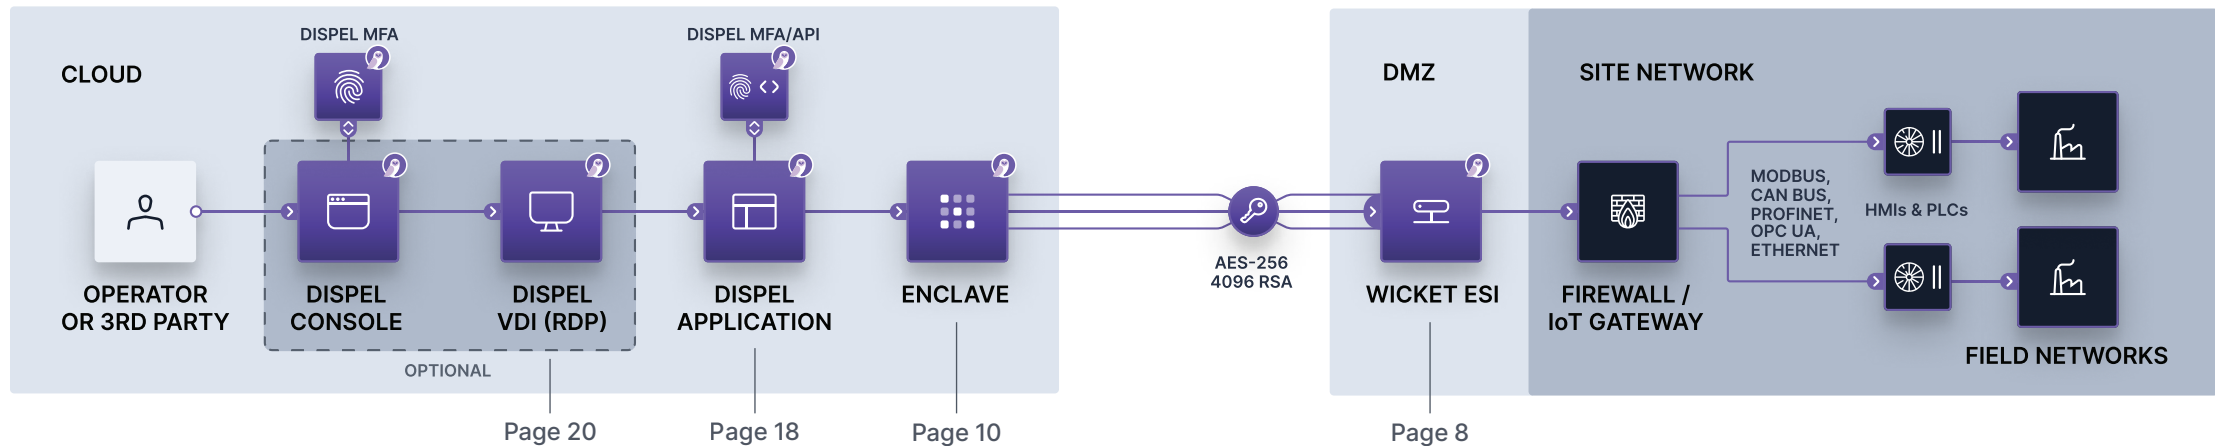 CLOUD
DISPEL MFA
DISPEL MFA/API
OPERATOR
OR 3RD PARTY
DISPEL
CONSOLE
DISPEL
VDI (RDP)
OPTIONAL
DISPEL
APPLICATION
ENCLAVE
Page 20
Page 18
Page 10
AES-256
4096 RSA
DMZ
WICKET ESI
Page 8
SITE NETWORK
FIREWALL /
IoT GATEWAY
MODBUS,
CAN BUS,
PROFINET,
OPC UA,
ETHERNET
HMIs & PLCs
FIELD NETWORKS